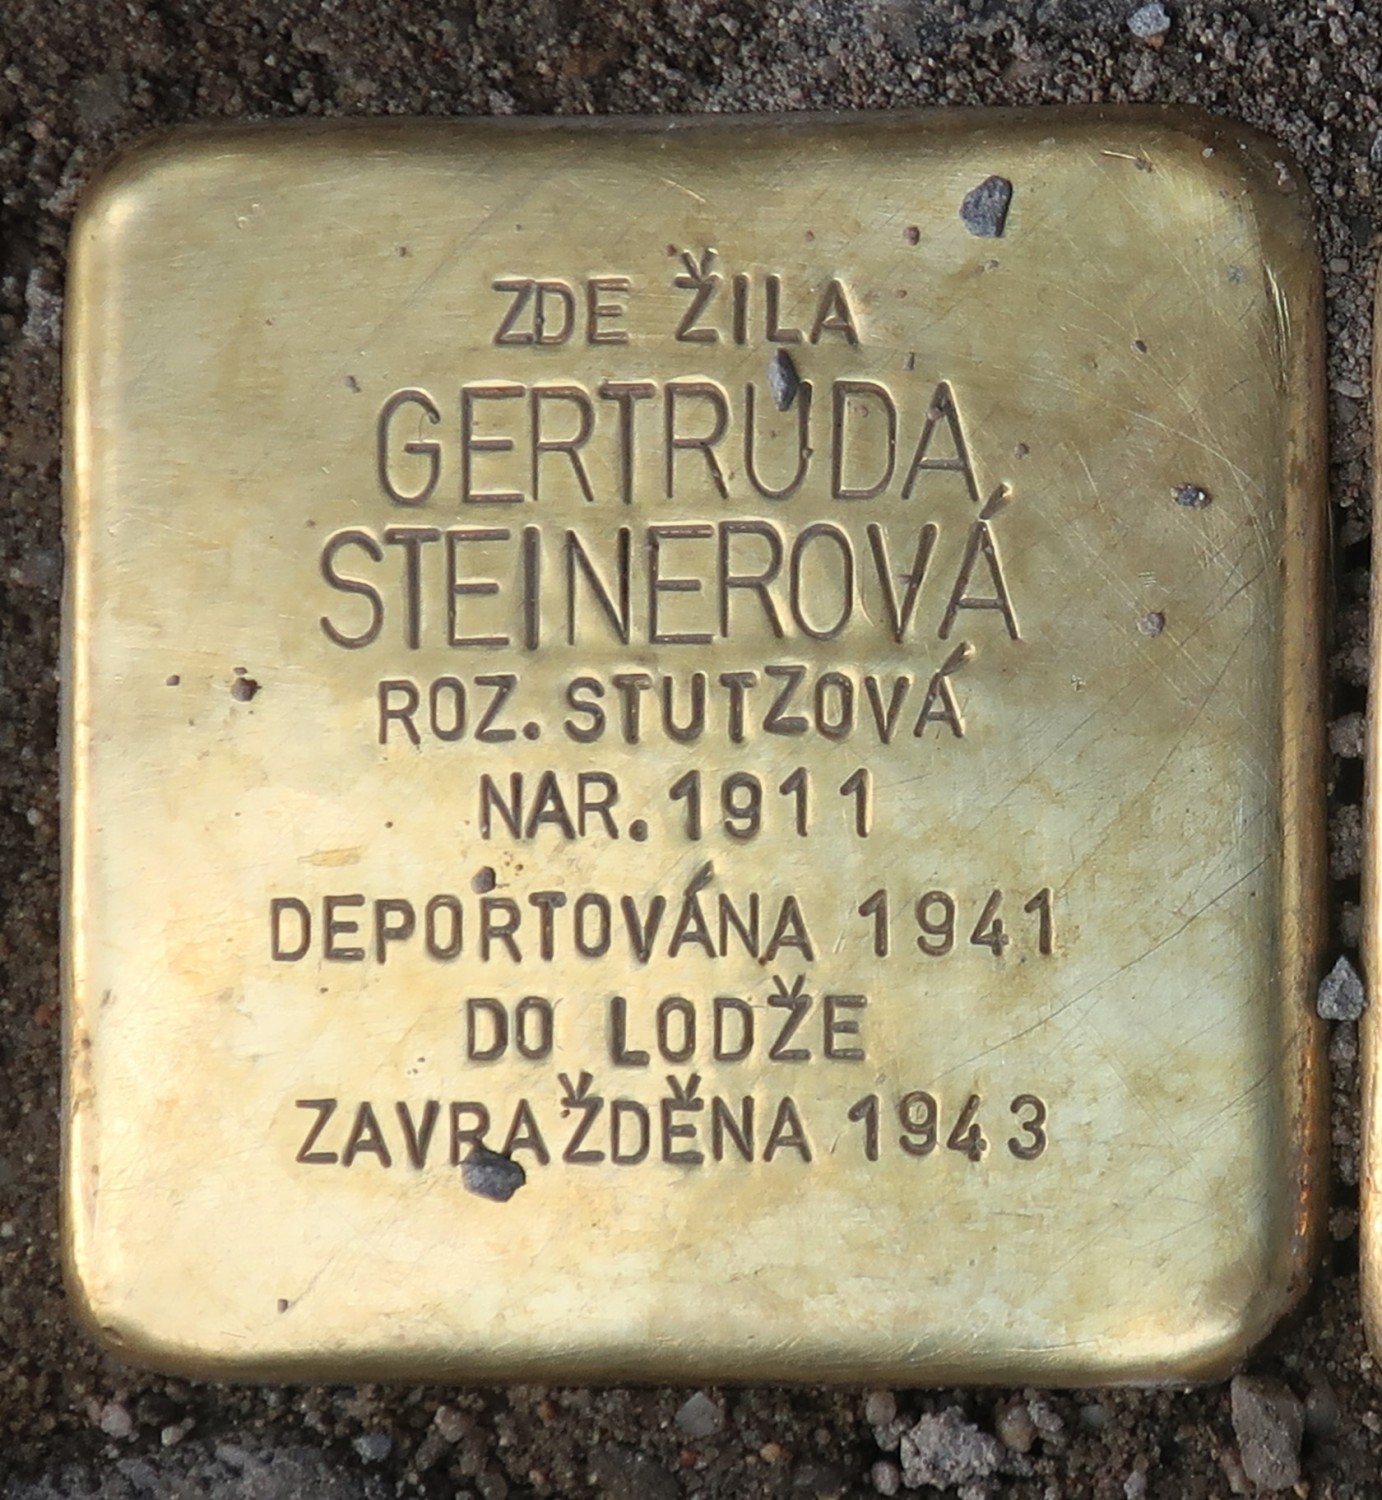 ZDE ŽILA
GERTRUDA
STEINEROVÁ
ROZ. STUTZOVÁ
NAR. 1911
DEPORTOVÁNA 1941
DO LODŽE
ZAVRAŽDĚNA 1943